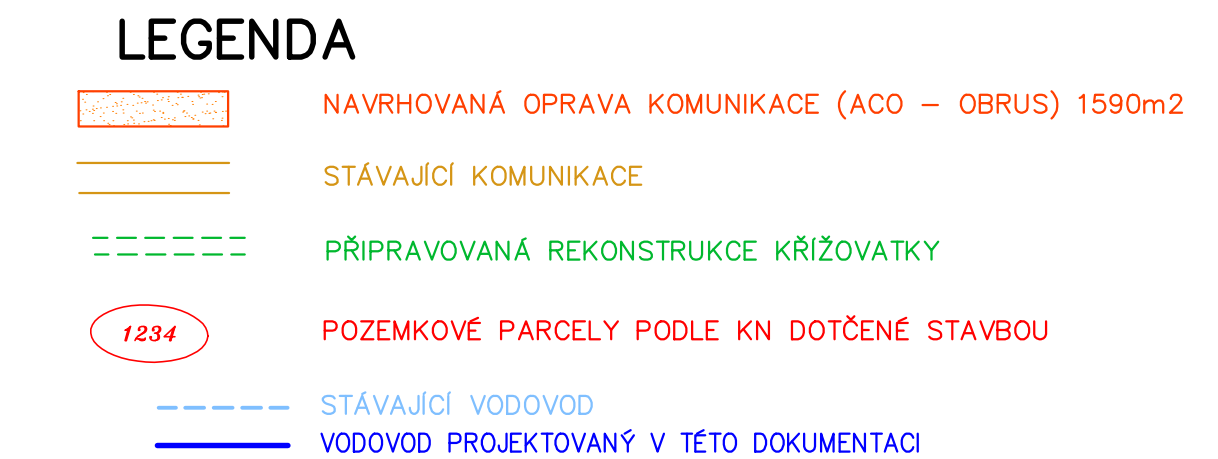 LEGENDA
NAVRHOVANÁ OPRAVA KOMUNIKACE (ACO – OBRUS) 1590m2
STÁVAJÍCÍ KOMUNIKACE
PŘIPRAVOVANÁ REKONSTRUKCE KŘÍŽOVATKY
1234 POZEMKOVÉ PARCELY PODLE KN DOTČENÉ STAVBOU
STÁVAJÍCÍ VODOVOD
VODOVOD PROJEKTOVANÝ V TÉTO DOKUMENTACI